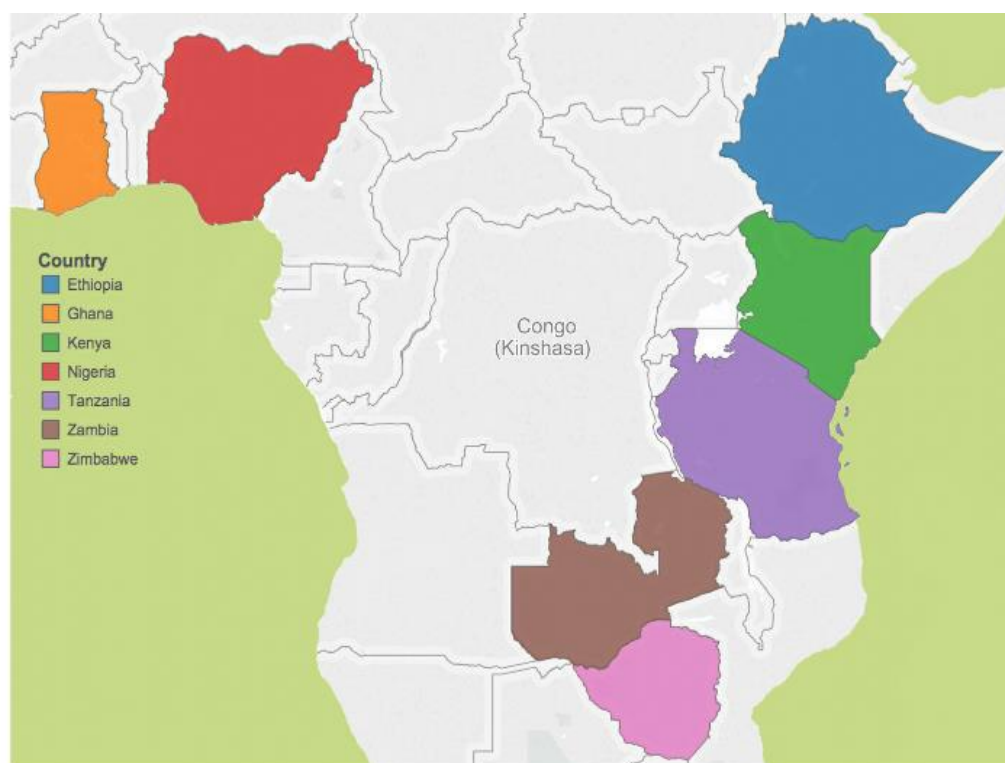 Country
Ethiopia
Ghana
Kenya
Nigeria
Tanzania
Zambia
Zimbabwe
Congo
(Kinshasa)